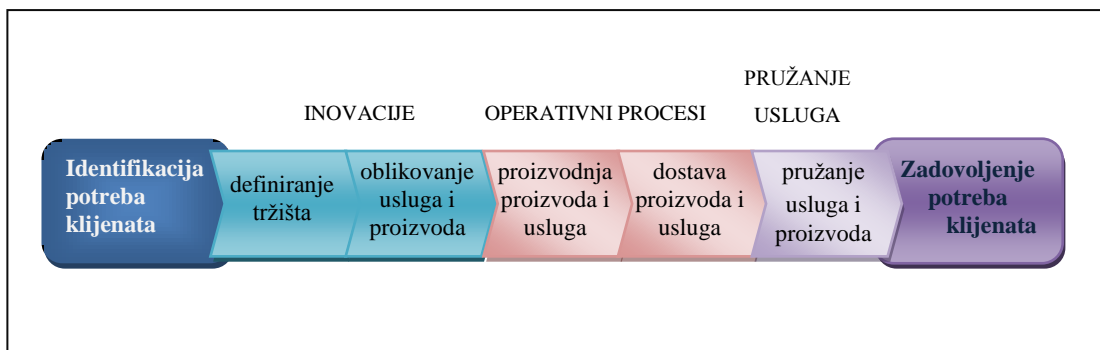 PRUŽANJE
USLUGA
INOVACIJE
OPERATIVNI PROCESI
Identifikacija
potreba
klijenata
definiranje
tržišta
oblikovanje
usluga i
proizvoda
proizvodnja
proizvoda i
usluga
dostava
proizvoda i
usluga
pružanje
usluga i
proizvoda
Zadovoljenje
potreba
klijenata